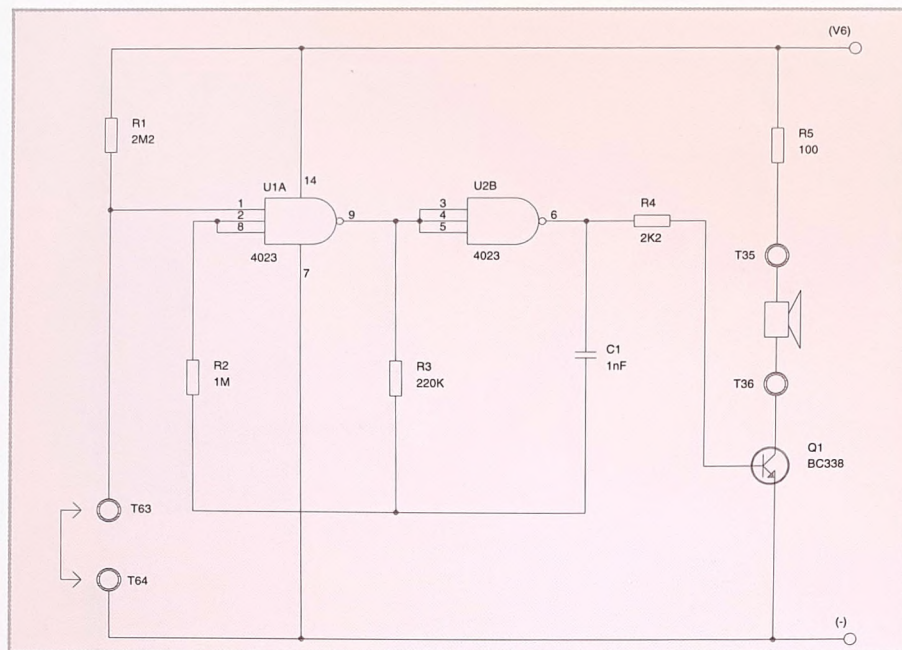 (V6)
R1
2M2
R5
100
U1A
14
1
2
8
9
4023
7
U2B
3
4
5
6
4023
R4
2K2
T35
R2
1M
R3
220K
C1
1nF
T36
Q1
BC338
T63
T64
(-)